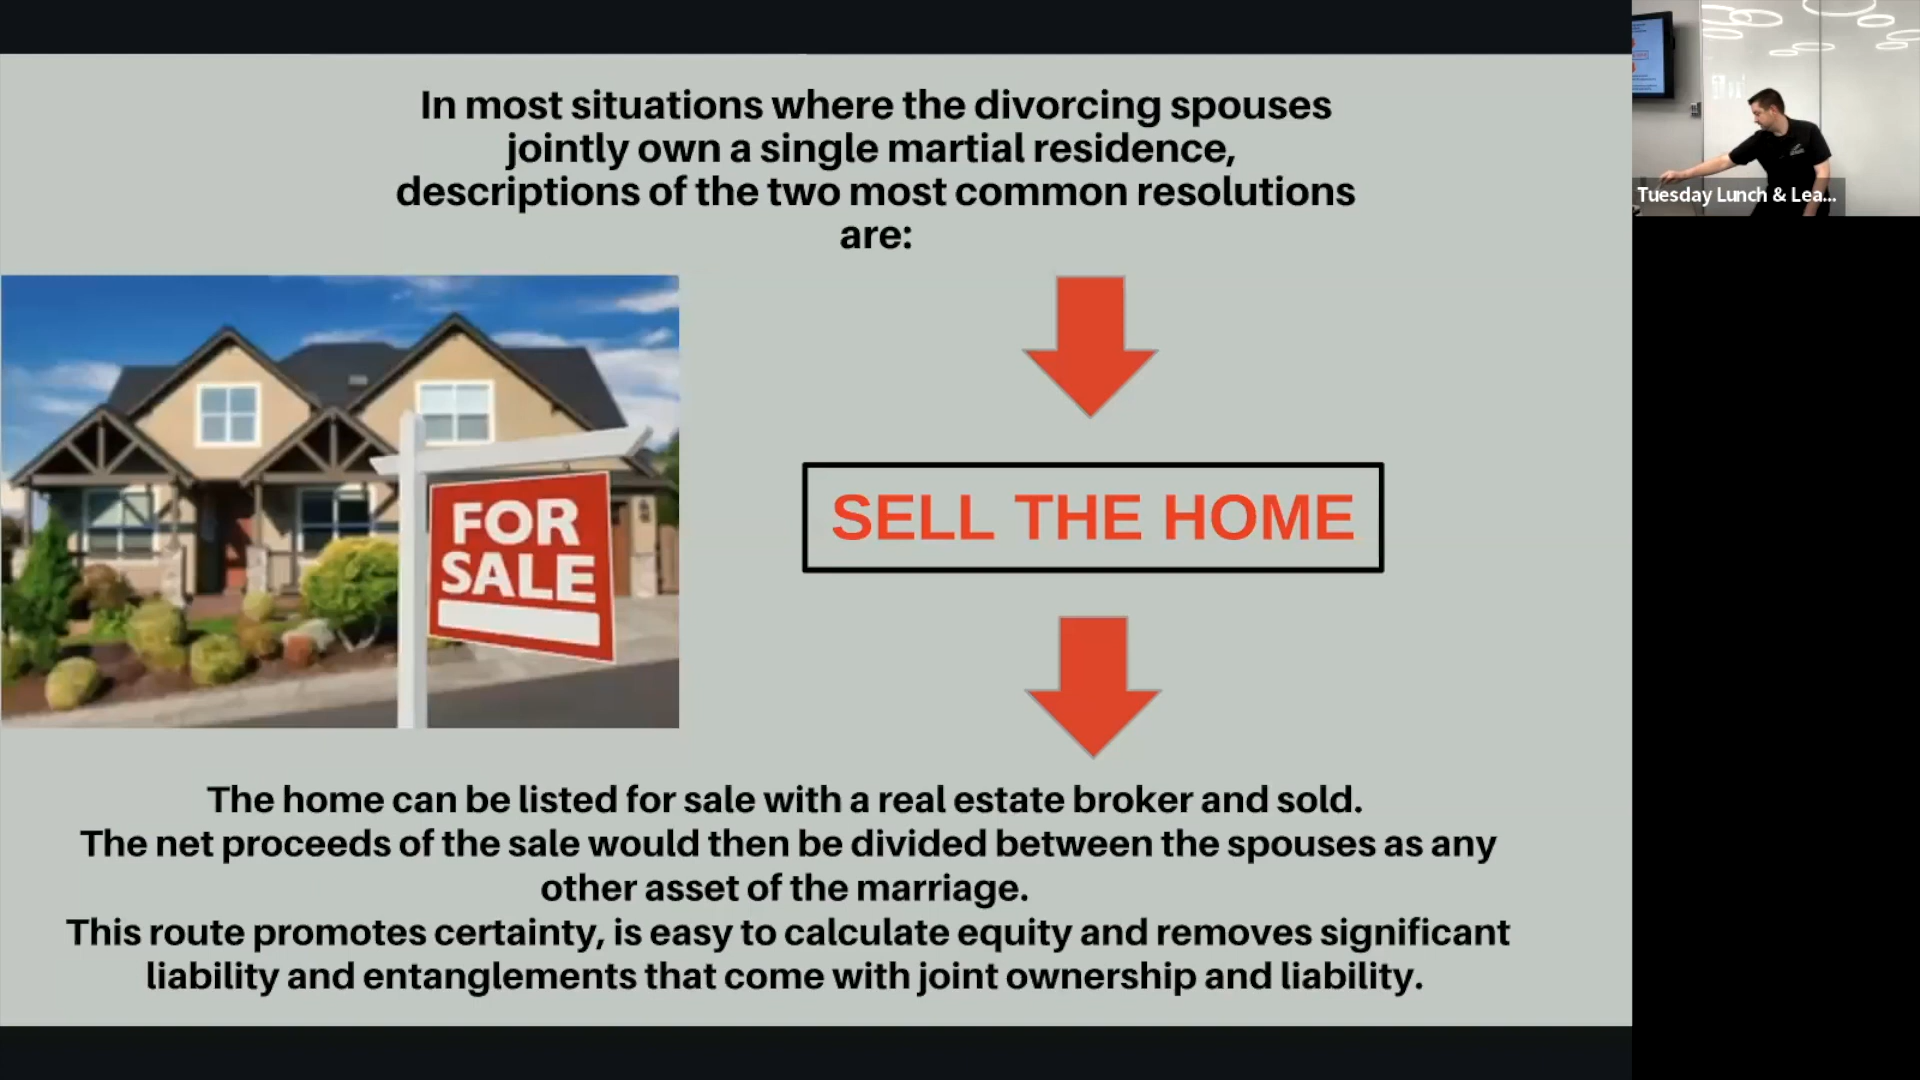 In most situations where the divorcing spouses
jointly own a single martial residence,
descriptions of the two most common resolutions
are:
FOR
SALE
SELL THE HOME
The home can be listed for sale with a real estate broker and sold.
The net proceeds of the sale would then be divided between the spouses as any
other asset of the marriage.
This route promotes certainty, is easy to calculate equity and removes significant
liability and entanglements that come with joint ownership and liability.
Tuesday Lunch & Lea...